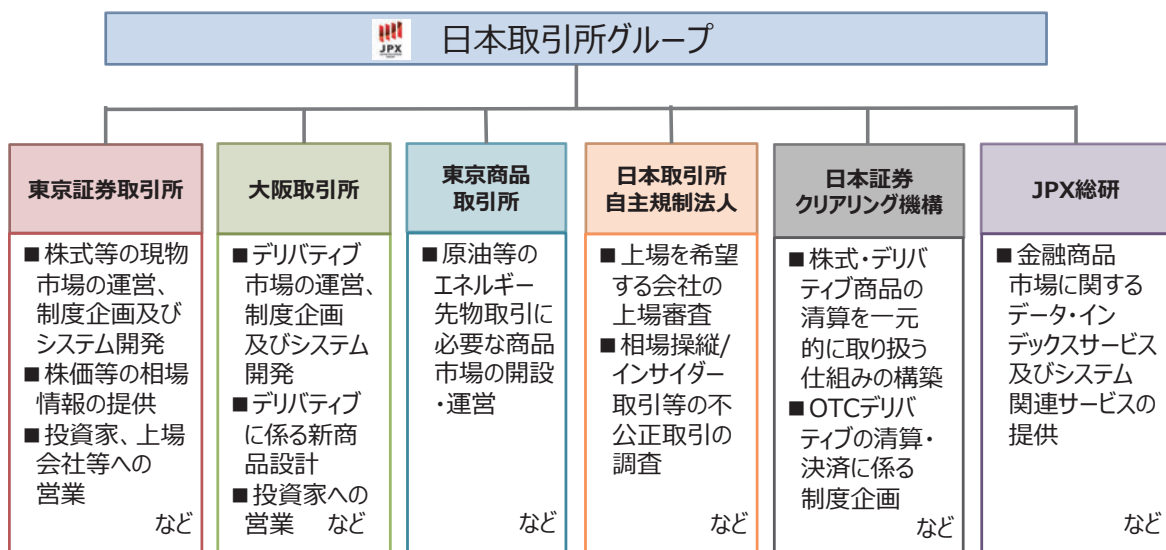 JPX
日本取引所グループ
東京証券取引所
■株式等の現物
市場の運営、
制度企画及び
システム開発
■株価等の相場
情報の提供
■投資家、上場
会社等への
営業
など
大阪取引所
■デリバティブ
市場の運営、
制度企画
及びシステム
開発
■デリバティブ
に係る新商
品設計
■投資家への
営業 など
東京商品
取引所
■原油等の
エネルギー
先物取引に
必要な商品
市場の開設
・運営
など
日本取引所
自主規制法人
■上場を希望
する会社の
上場審査
■相場操縦/
インサイダー
取引等の不
公正取引の
調査
など
日本証券
クリアリング機構
■株式・デリバ
ティブ商品の
清算を一元
的に取り扱う
仕組みの構築
■OTCデリバ
ティブの清算・
決済に係る
制度企画
など
JPX総研
■金融商品
市場に関する
データ・イン
デックスサービス
及びシステム
関連サービスの
提供
など